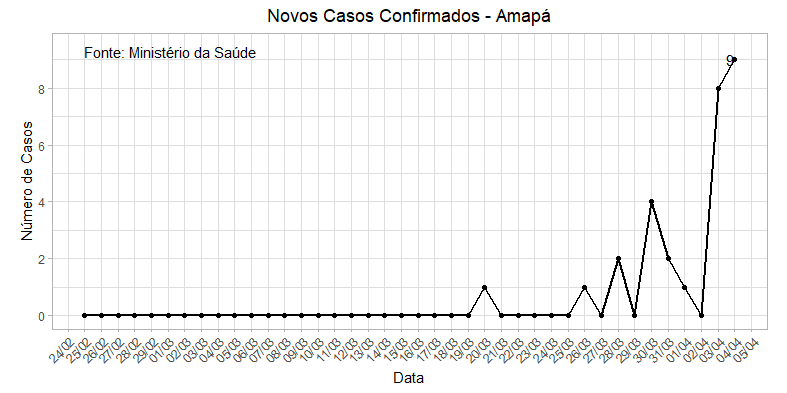 Novos Casos Confirmados - Amapá
Fonte: Ministério da Saúde
9
Número de Casos
8
6
4
2
0
24/02 25/02 26/02 27/02 28/02 29/02 01/03 02/03 03/03 04/03 05/03 06/03 07/03 08/03 09/03 10/03 11/03 12/03 13/03 14/03 15/03 16/03 17/03 18/03 19/03 20/03 21/03 22/03 23/03 24/03 25/03 26/03 27/03 28/03 29/03 30/03 31/03 01/04 02/04 03/04 04/04 05/04
Data